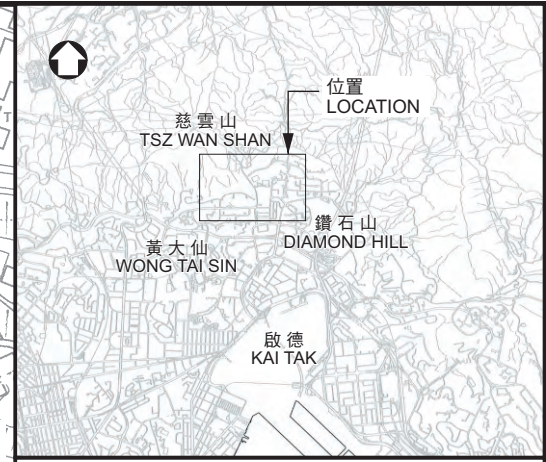 位置
LOCATION
慈雲山
TSZ WAN SHAN
鑽石山
DIAMOND HILL
黃大仙
WONG TAI SIN
啟德
KAI TAK